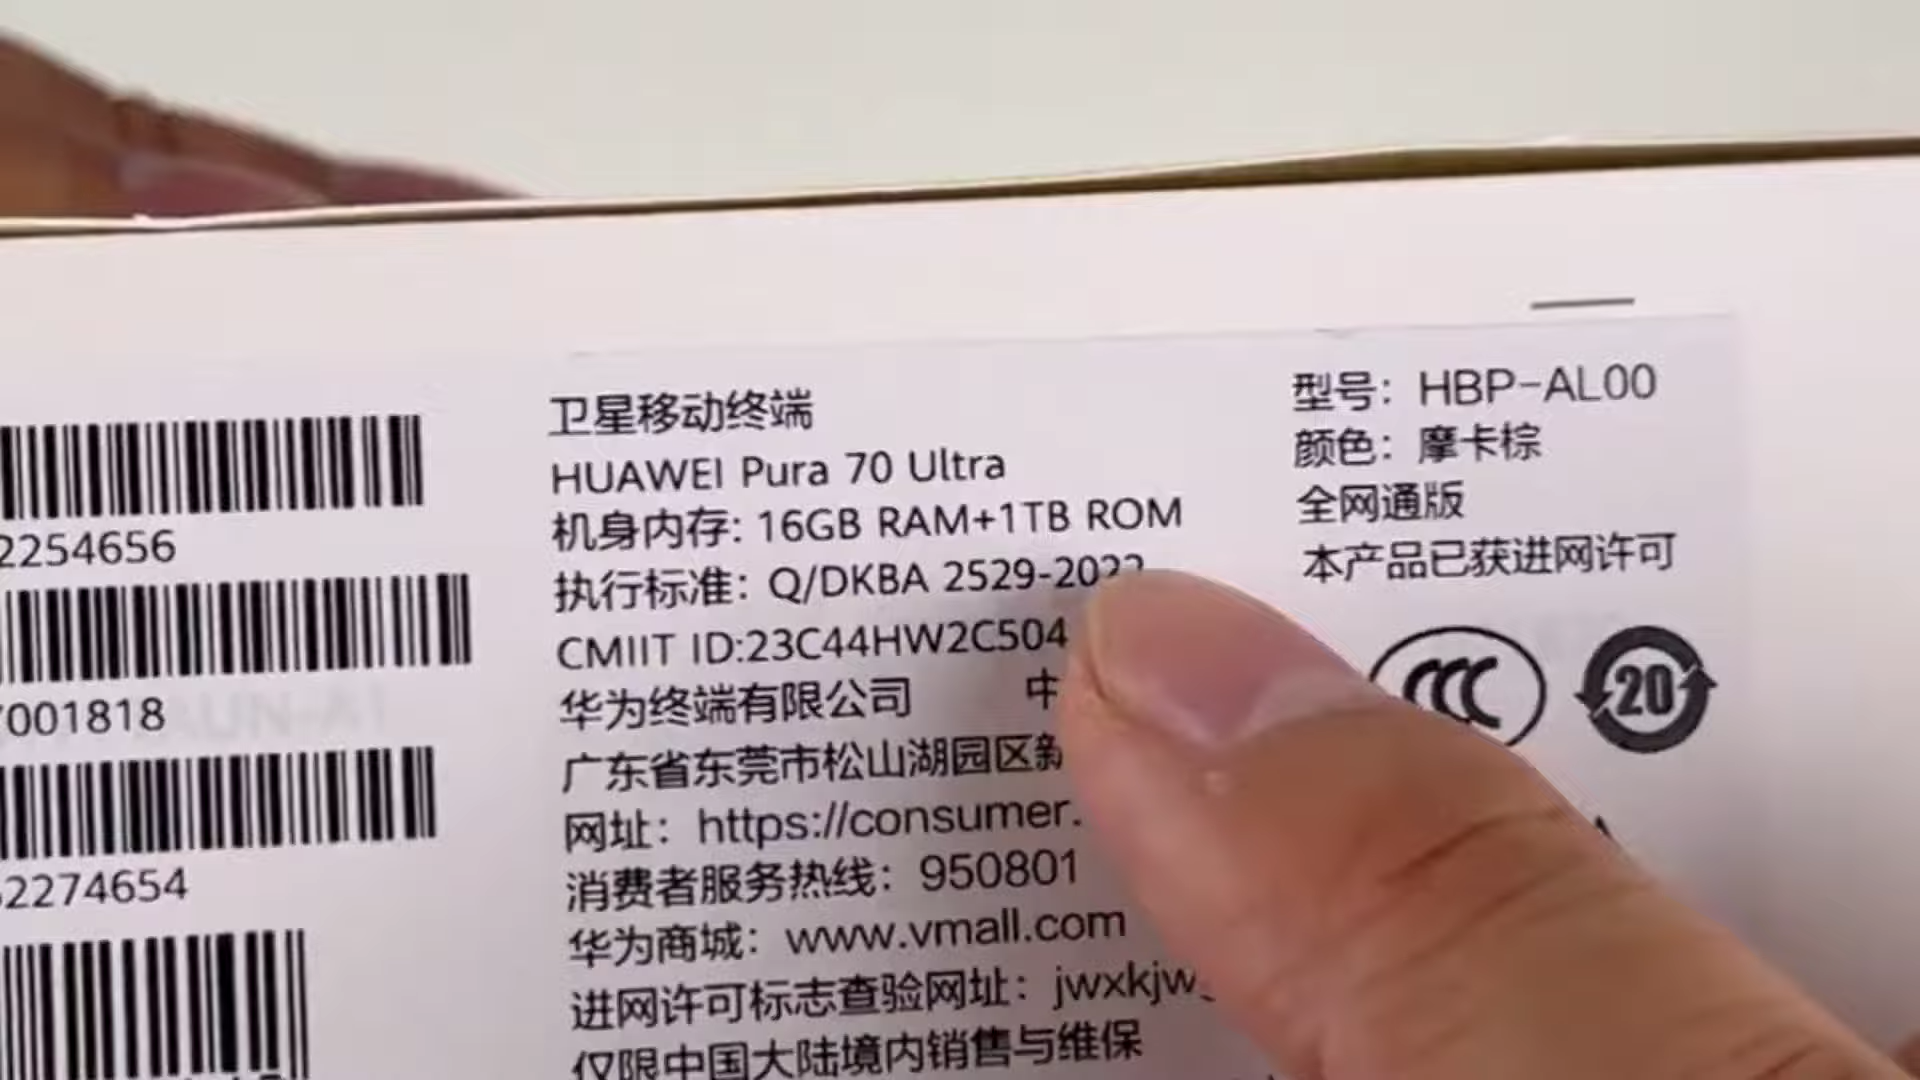 2254656
001818
2274654
卫星移动终端
HUAWEI Pura 70 Ultra
机身内存: 16GB RAM+1TB ROM
执行标准: Q/DKBA 2529-2022
CMIIT ID:23C44HW2C504
华为终端有限公司 中
广东省东莞市松山湖园区新
网址: https://consumer.
消费者服务热线: 950801
华为商城: www.vmall.com
进网许可标志查验网址: jwxkjw
仅限中国大陆境内销售与维保
型号: HBP-AL00
颜色: 摩卡棕
全网通版
本产品已获进网许可
CCC
20